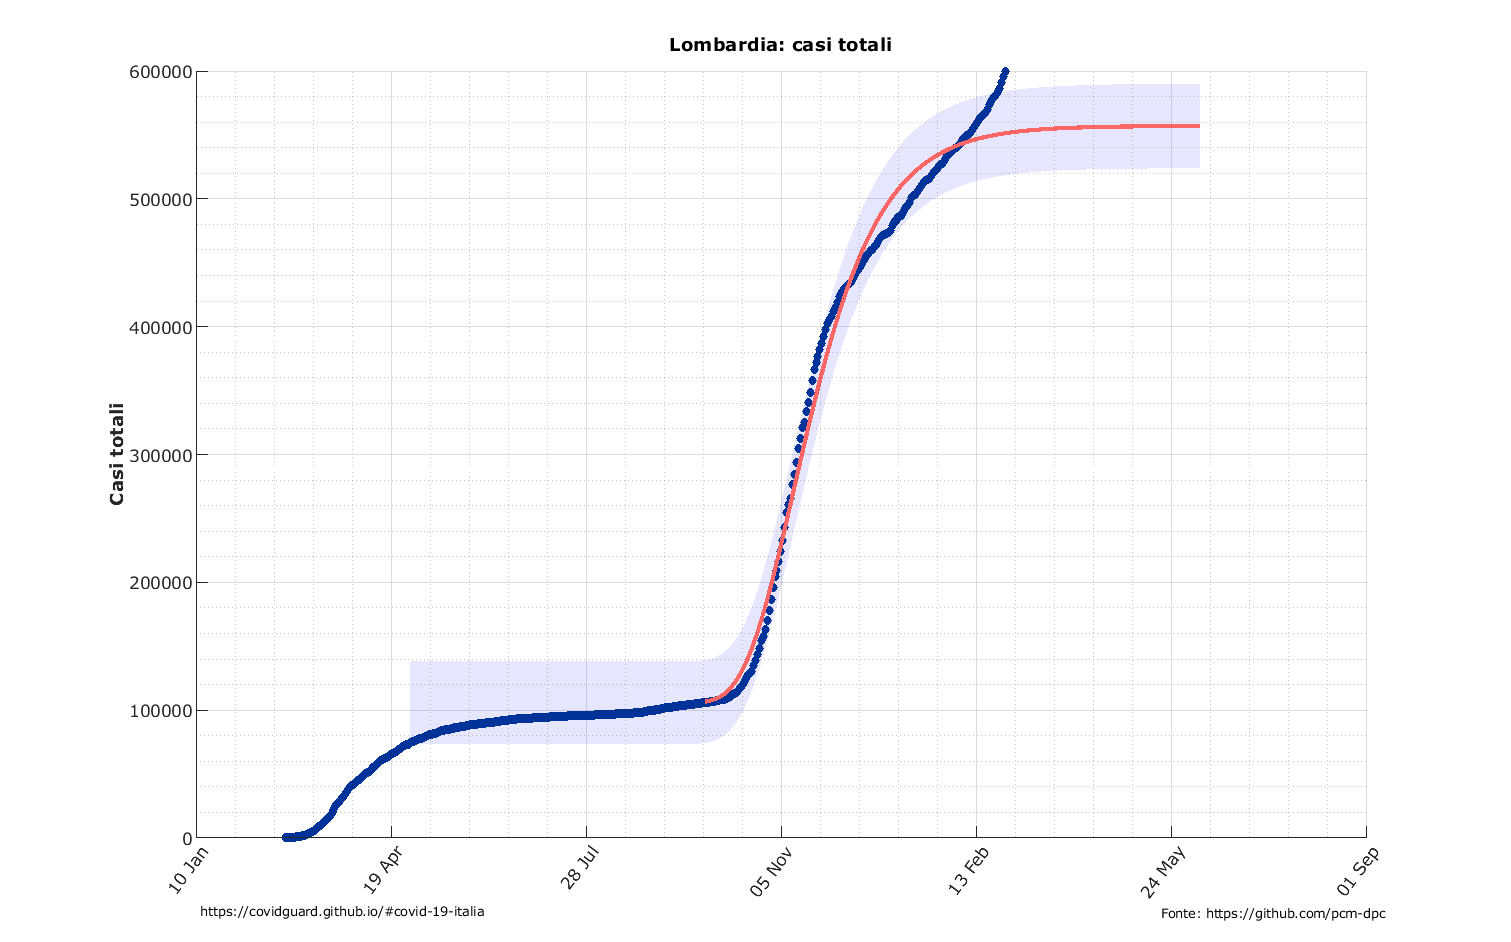 Lombardia: casi totali
600000
500000
400000
300000
200000
100000
0
Casi totali
10 Jan
19 Apr
28 Jul
05 Nov
13 Feb
24 May
01 Sep
https://covidguard.github.io/#covid-19-italia
Fonte: https://github.com/pcm-dpc